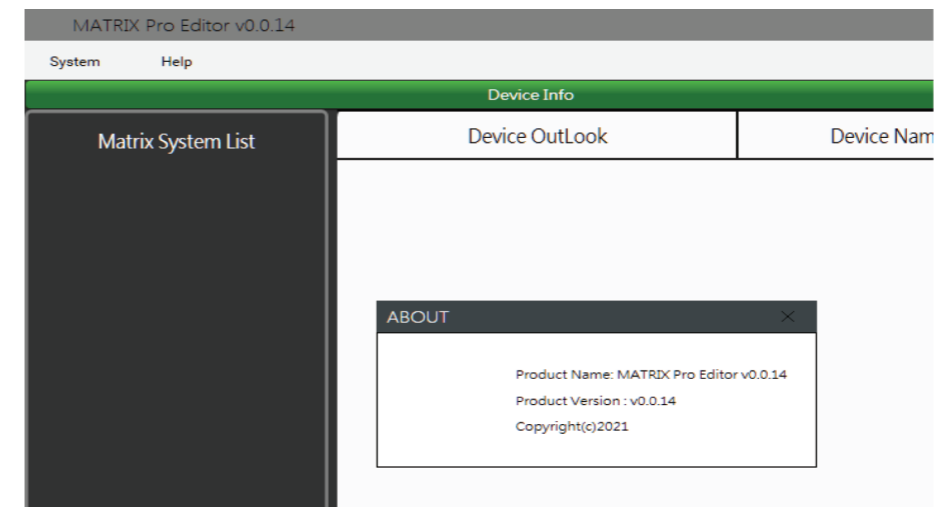 MATRIX Pro Editor v0.0.14
System Help
Device Info
Matrix System List
Device OutLook
Device Nam
ABOUT
Product Name: MATRIX Pro Editor v0.0.14
Product Version : v0.0.14
Copyright(c)2021